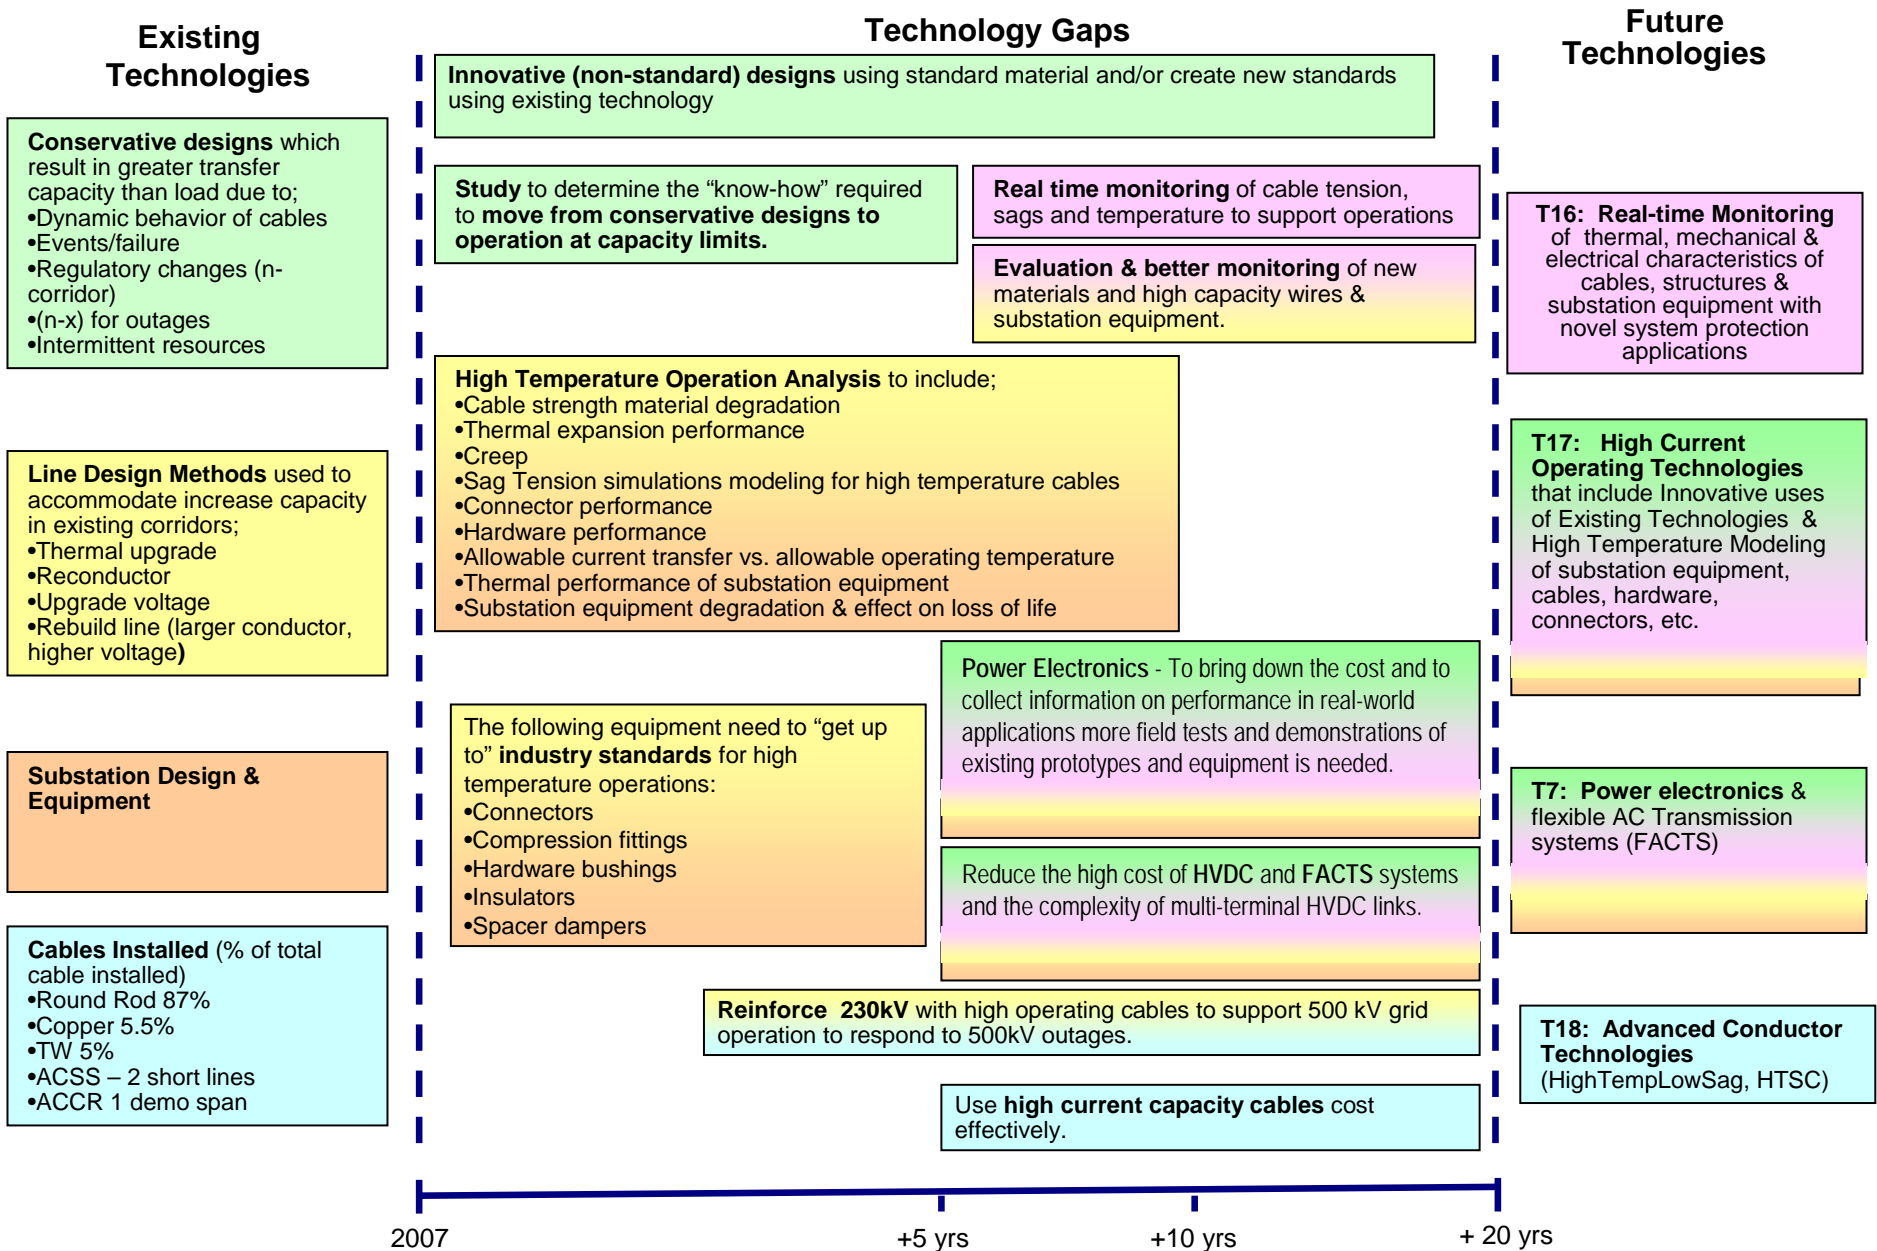 Existing
Technologies
Technology Gaps
Future
Technologies
Conservative designs which
result in greater transfer
capacity than load due to;
•Dynamic behavior of cables
•Events/failure
•Regulatory changes (n-
corridor)
•(n-x) for outages
•Intermittent resources
Line Design Methods used to
accommodate increase capacity
in existing corridors;
•Thermal upgrade
•Reconductor
•Upgrade voltage
•Rebuild line (larger conductor,
higher voltage)
Substation Design &
Equipment
Cables Installed (% of total
cable installed)
•Round Rod 87%
•Copper 5.5%
•TW 5%
•ACSS – 2 short lines
•ACCR 1 demo span
Innovative (non-standard) designs using standard material and/or create new standards
using existing technology
Study to determine the “know-how” required
to move from conservative designs to
operation at capacity limits.
Real time monitoring of cable tension,
sags and temperature to support operations
Evaluation & better monitoring of new
materials and high capacity wires &
substation equipment.
High Temperature Operation Analysis to include;
•Cable strength material degradation
•Thermal expansion performance
•Creep
•Sag Tension simulations modeling for high temperature cables
•Connector performance
•Hardware performance
•Allowable current transfer vs. allowable operating temperature
•Thermal performance of substation equipment
•Substation equipment degradation & effect on loss of life
The following equipment need to “get up
to” industry standards for high
temperature operations:
•Connectors
•Compression fittings
•Hardware bushings
•Insulators
•Spacer dampers
Power Electronics - To bring down the cost and to
collect information on performance in real-world
applications more field tests and demonstrations of
existing prototypes and equipment is needed.
Reduce the high cost of HVDC and FACTS systems
and the complexity of multi-terminal HVDC links.
Reinforce 230kV with high operating cables to support 500 kV grid
operation to respond to 500kV outages.
Use high current capacity cables cost
effectively.
T16: Real-time Monitoring
of thermal, mechanical &
electrical characteristics of
cables, structures &
substation equipment with
novel system protection
applications
T17: High Current
Operating Technologies
that include Innovative uses
of Existing Technologies &
High Temperature Modeling
of substation equipment,
cables, hardware,
connectors, etc.
T7: Power electronics &
flexible AC Transmission
systems (FACTS)
T18: Advanced Conductor
Technologies
(HighTempLowSag, HTSC)
2007
+5 yrs
+10 yrs
+ 20 yrs